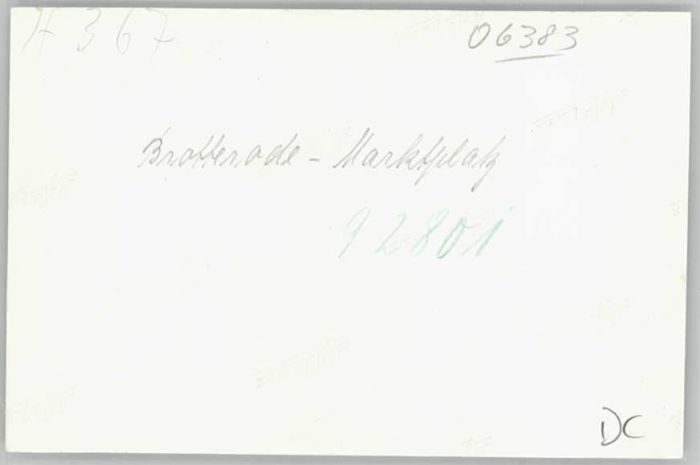 H 367
06383
Brotterode - Marktplatz
92801
DC